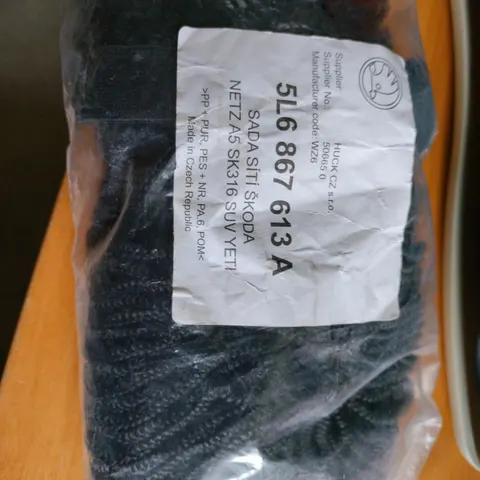 Supplier: HUCK CZ s.r.o.
Supplier No.: 50665 0
Manufacturer code: WZ6
5L6 867 613 A
SADA SÍTÍ ŠKODA
NETZ A5 SK316 SUV YETI
>PP + PUR, PES + NR, PA.6, POM<
Made in Czech Republic